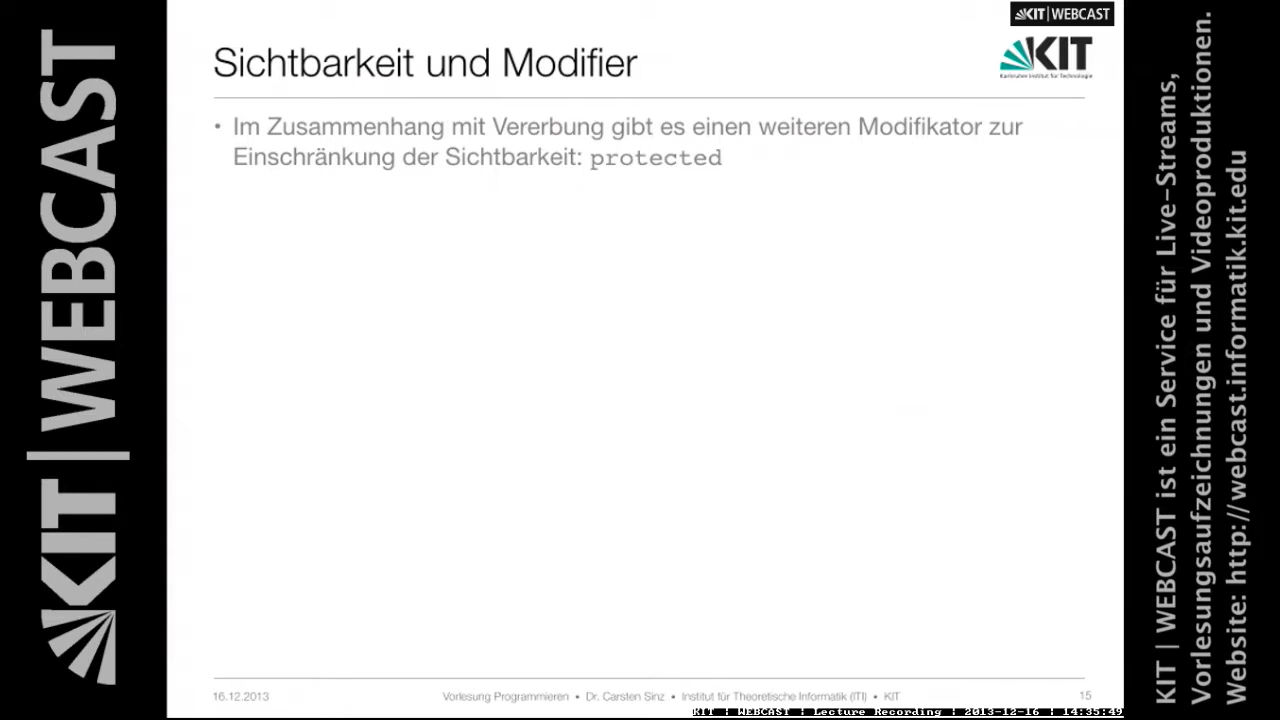 KIT | WEBCAST
KIT | WEBCAST
Sichtbarkeit und Modifier
KIT
Karlsruher Institut für Technologie
• Im Zusammenhang mit Vererbung gibt es einen weiteren Modifikator zur
Einschränkung der Sichtbarkeit: protected
16.12.2013
Vorlesung Programmieren • Dr. Carsten Sinz • Institut für Theoretische Informatik (ITI) • KIT
15
KIT : WEBCAST : Lecture Recording : 2013-12-16 : 14:35:49
KIT | WEBCAST ist ein Service für Live-Streams,
Vorlesungsaufzeichnungen und Videoproduktionen.
Website: http://webcast.informatik.kit.edu